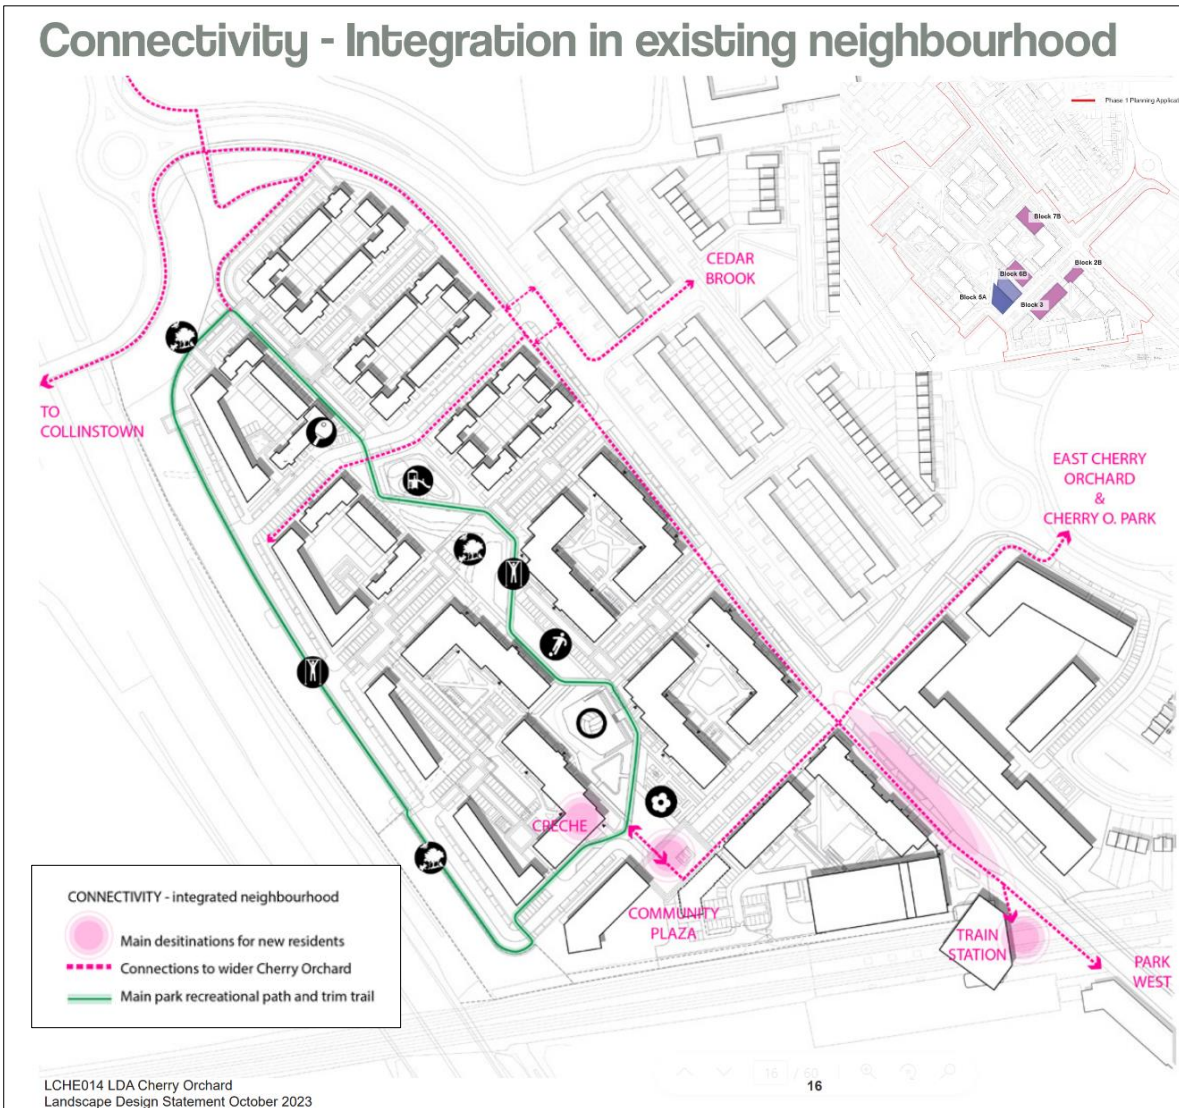 Connectivity - Integration in existing neighbourhood
Phase 1 Planning Applicat
Block 7B
Block 2B
Block 6B
Block 5A
Block 3
CEDAR
BROOK
TO
COLLINSTOWN
EAST CHERRY
ORCHARD
&
CHERRY O. PARK
CRECHE
COMMUNITY
PLAZA
TRAIN
STATION
PARK
WEST
CONNECTIVITY - integrated neighbourhood
Main desitinations for new residents
Connections to wider Cherry Orchard
Main park recreational path and trim trail
16 / 60
LCHE014 LDA Cherry Orchard
16
Landscape Design Statement October 2023